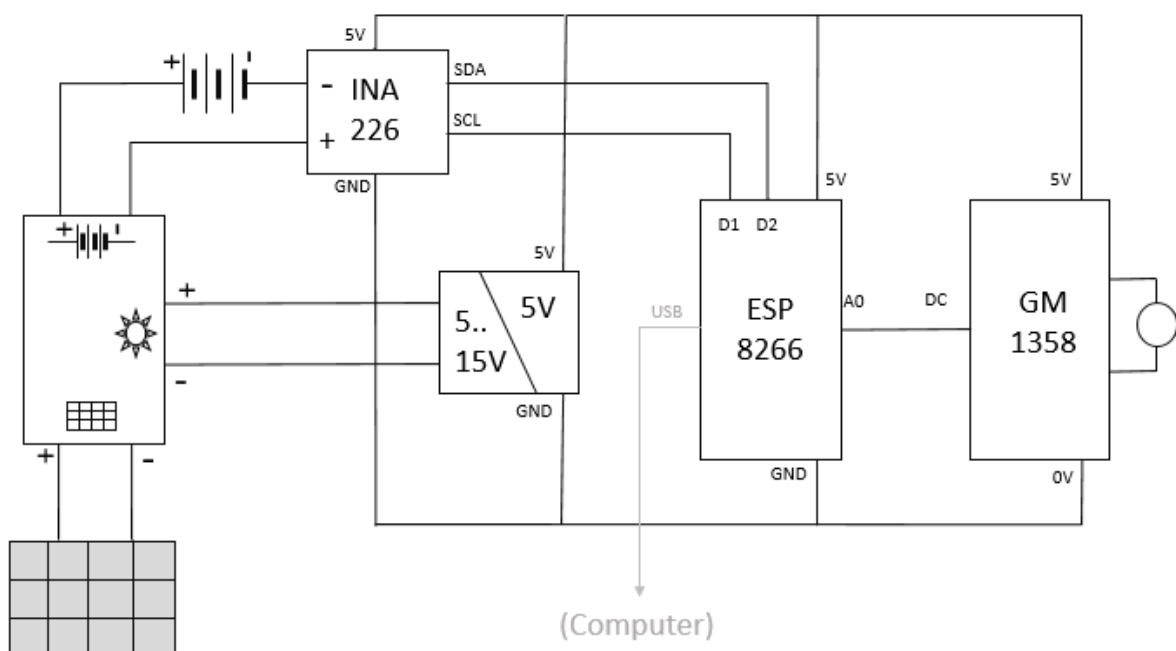 5V
+ '
INA
226
-
+
SDA
SCL
GND
+ '
5V
5V
5V
D1 D2
+
-
5..
15V
5V
USB
ESP
8266
A0
DC
GM
1358
GND
GND
0V
+ -
(Computer)